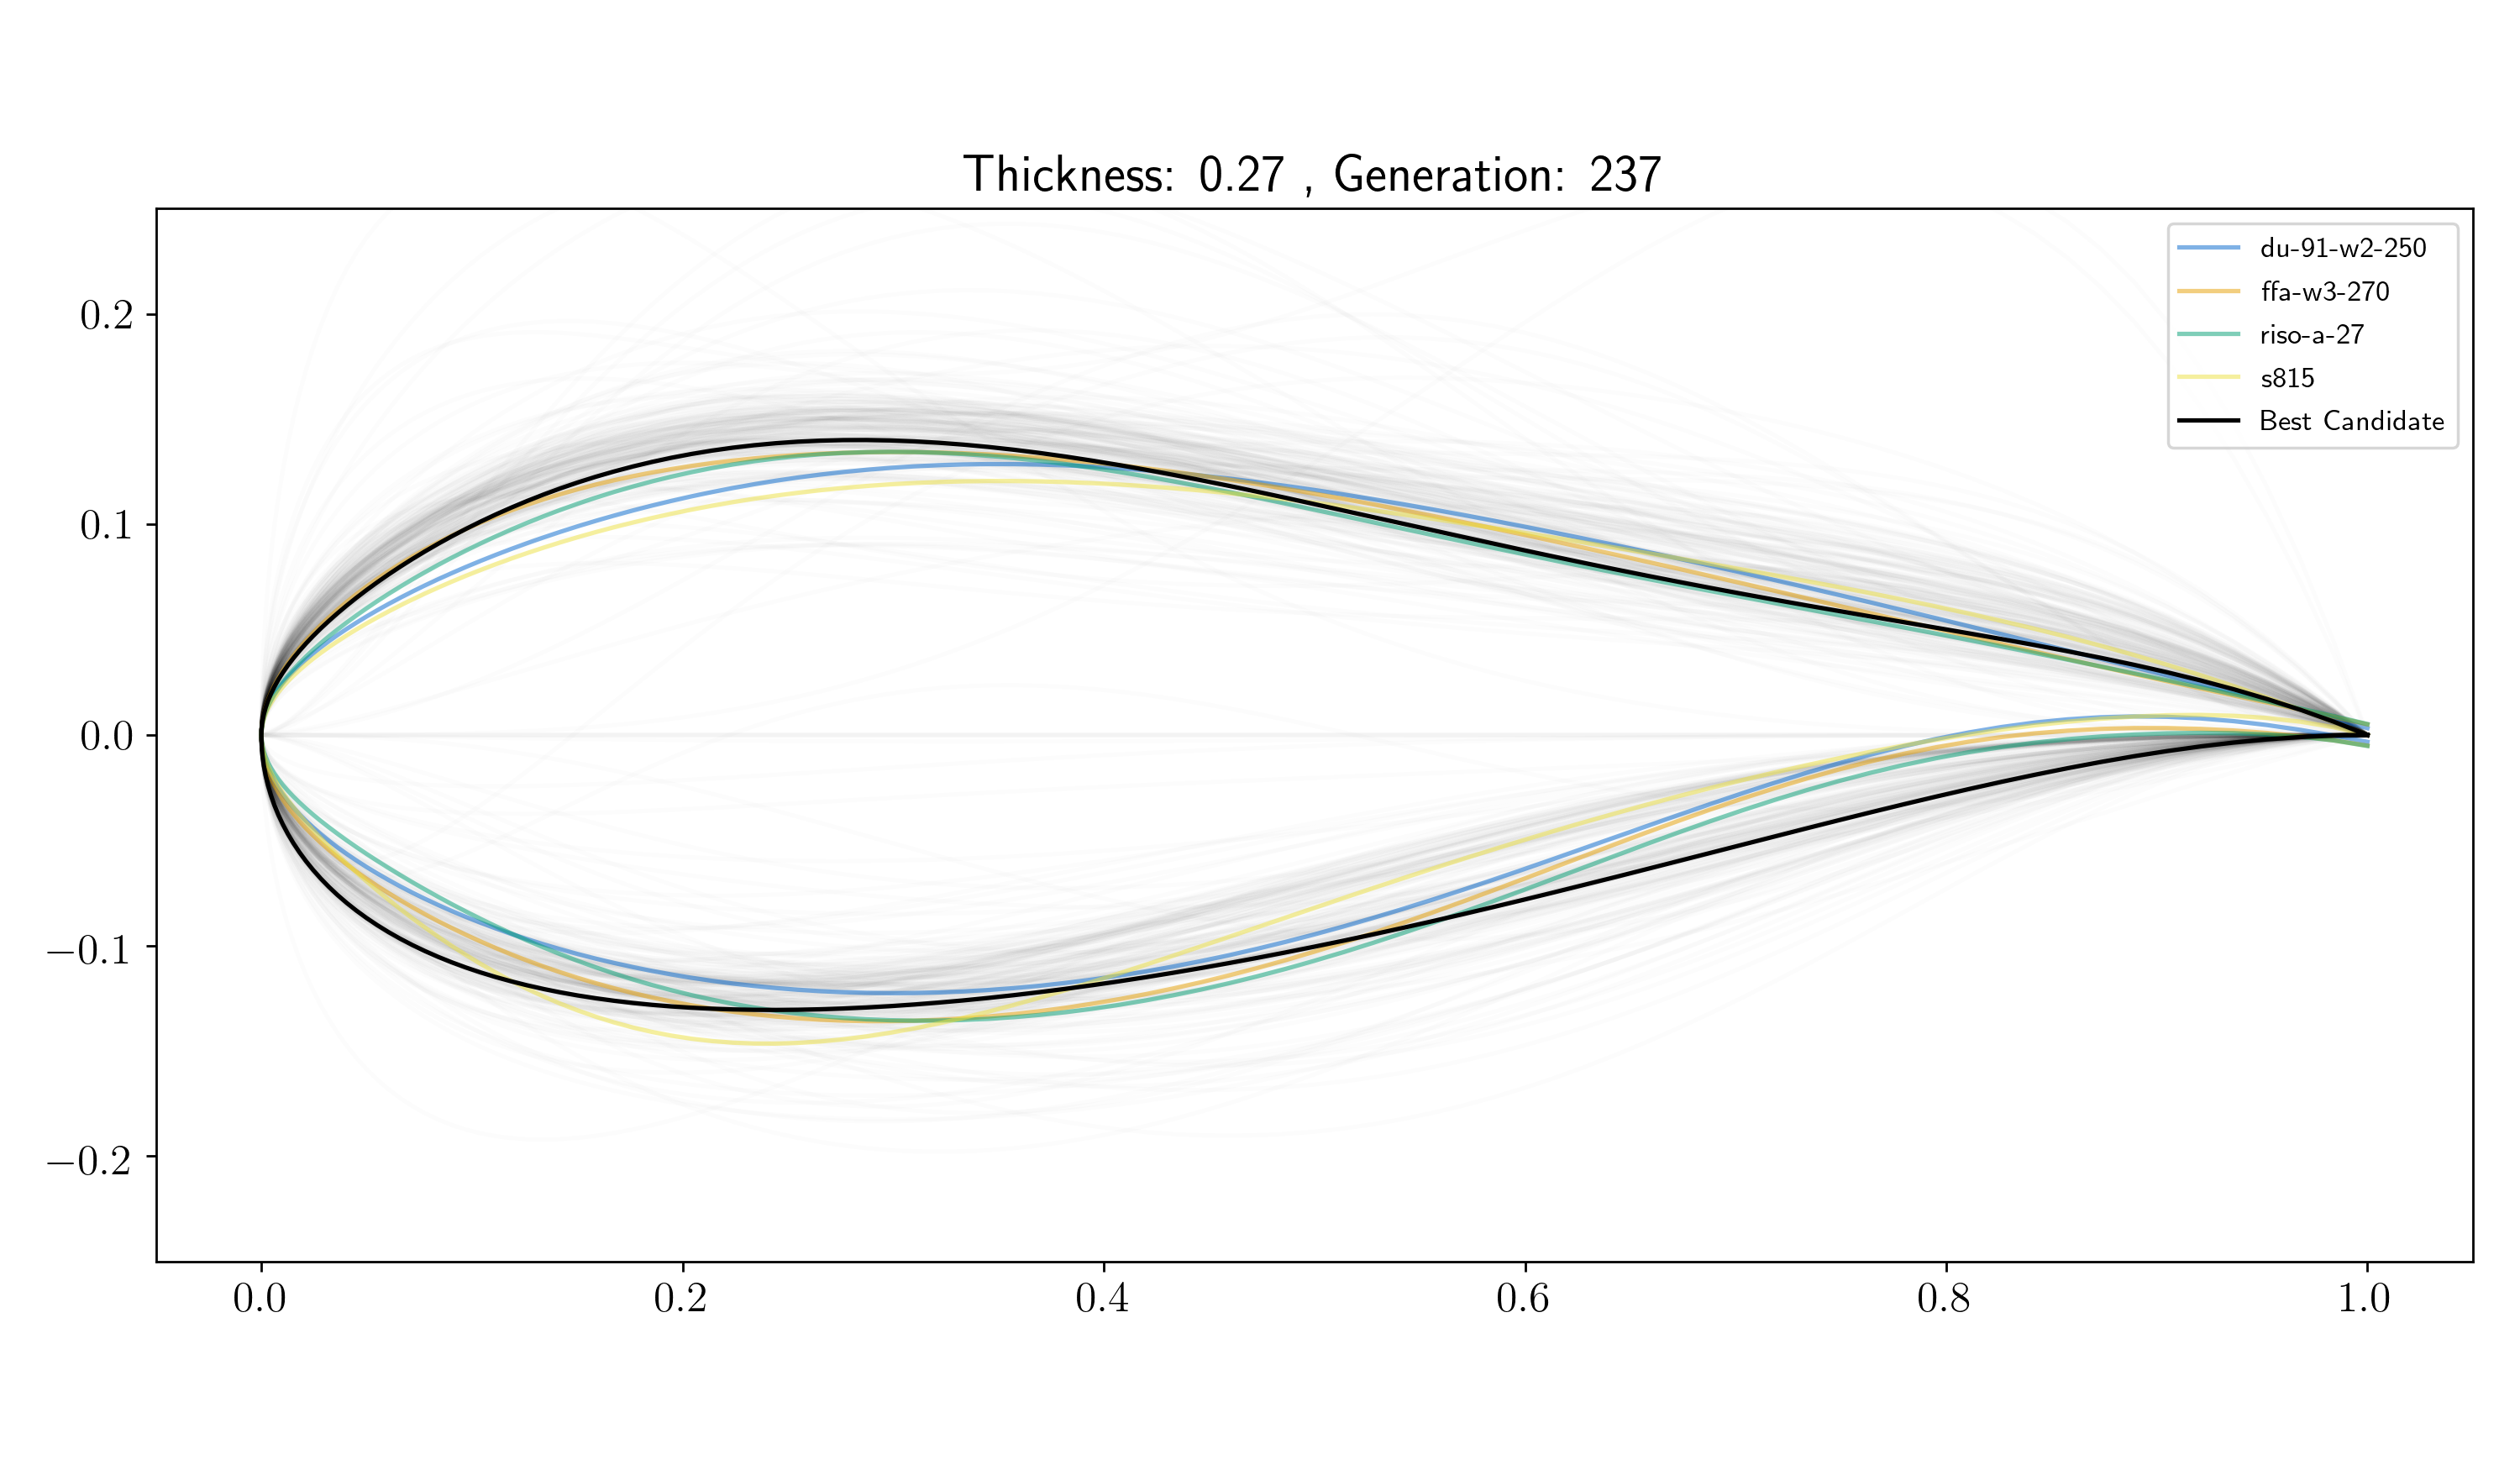 Thickness: 0.27 , Generation: 237
du-91-w2-250
ffa-w3-270
riso-a-27
s815
Best Candidate
0.2
0.1
0.0
−0.1
−0.2
0.0 0.2 0.4 0.6 0.8 1.0